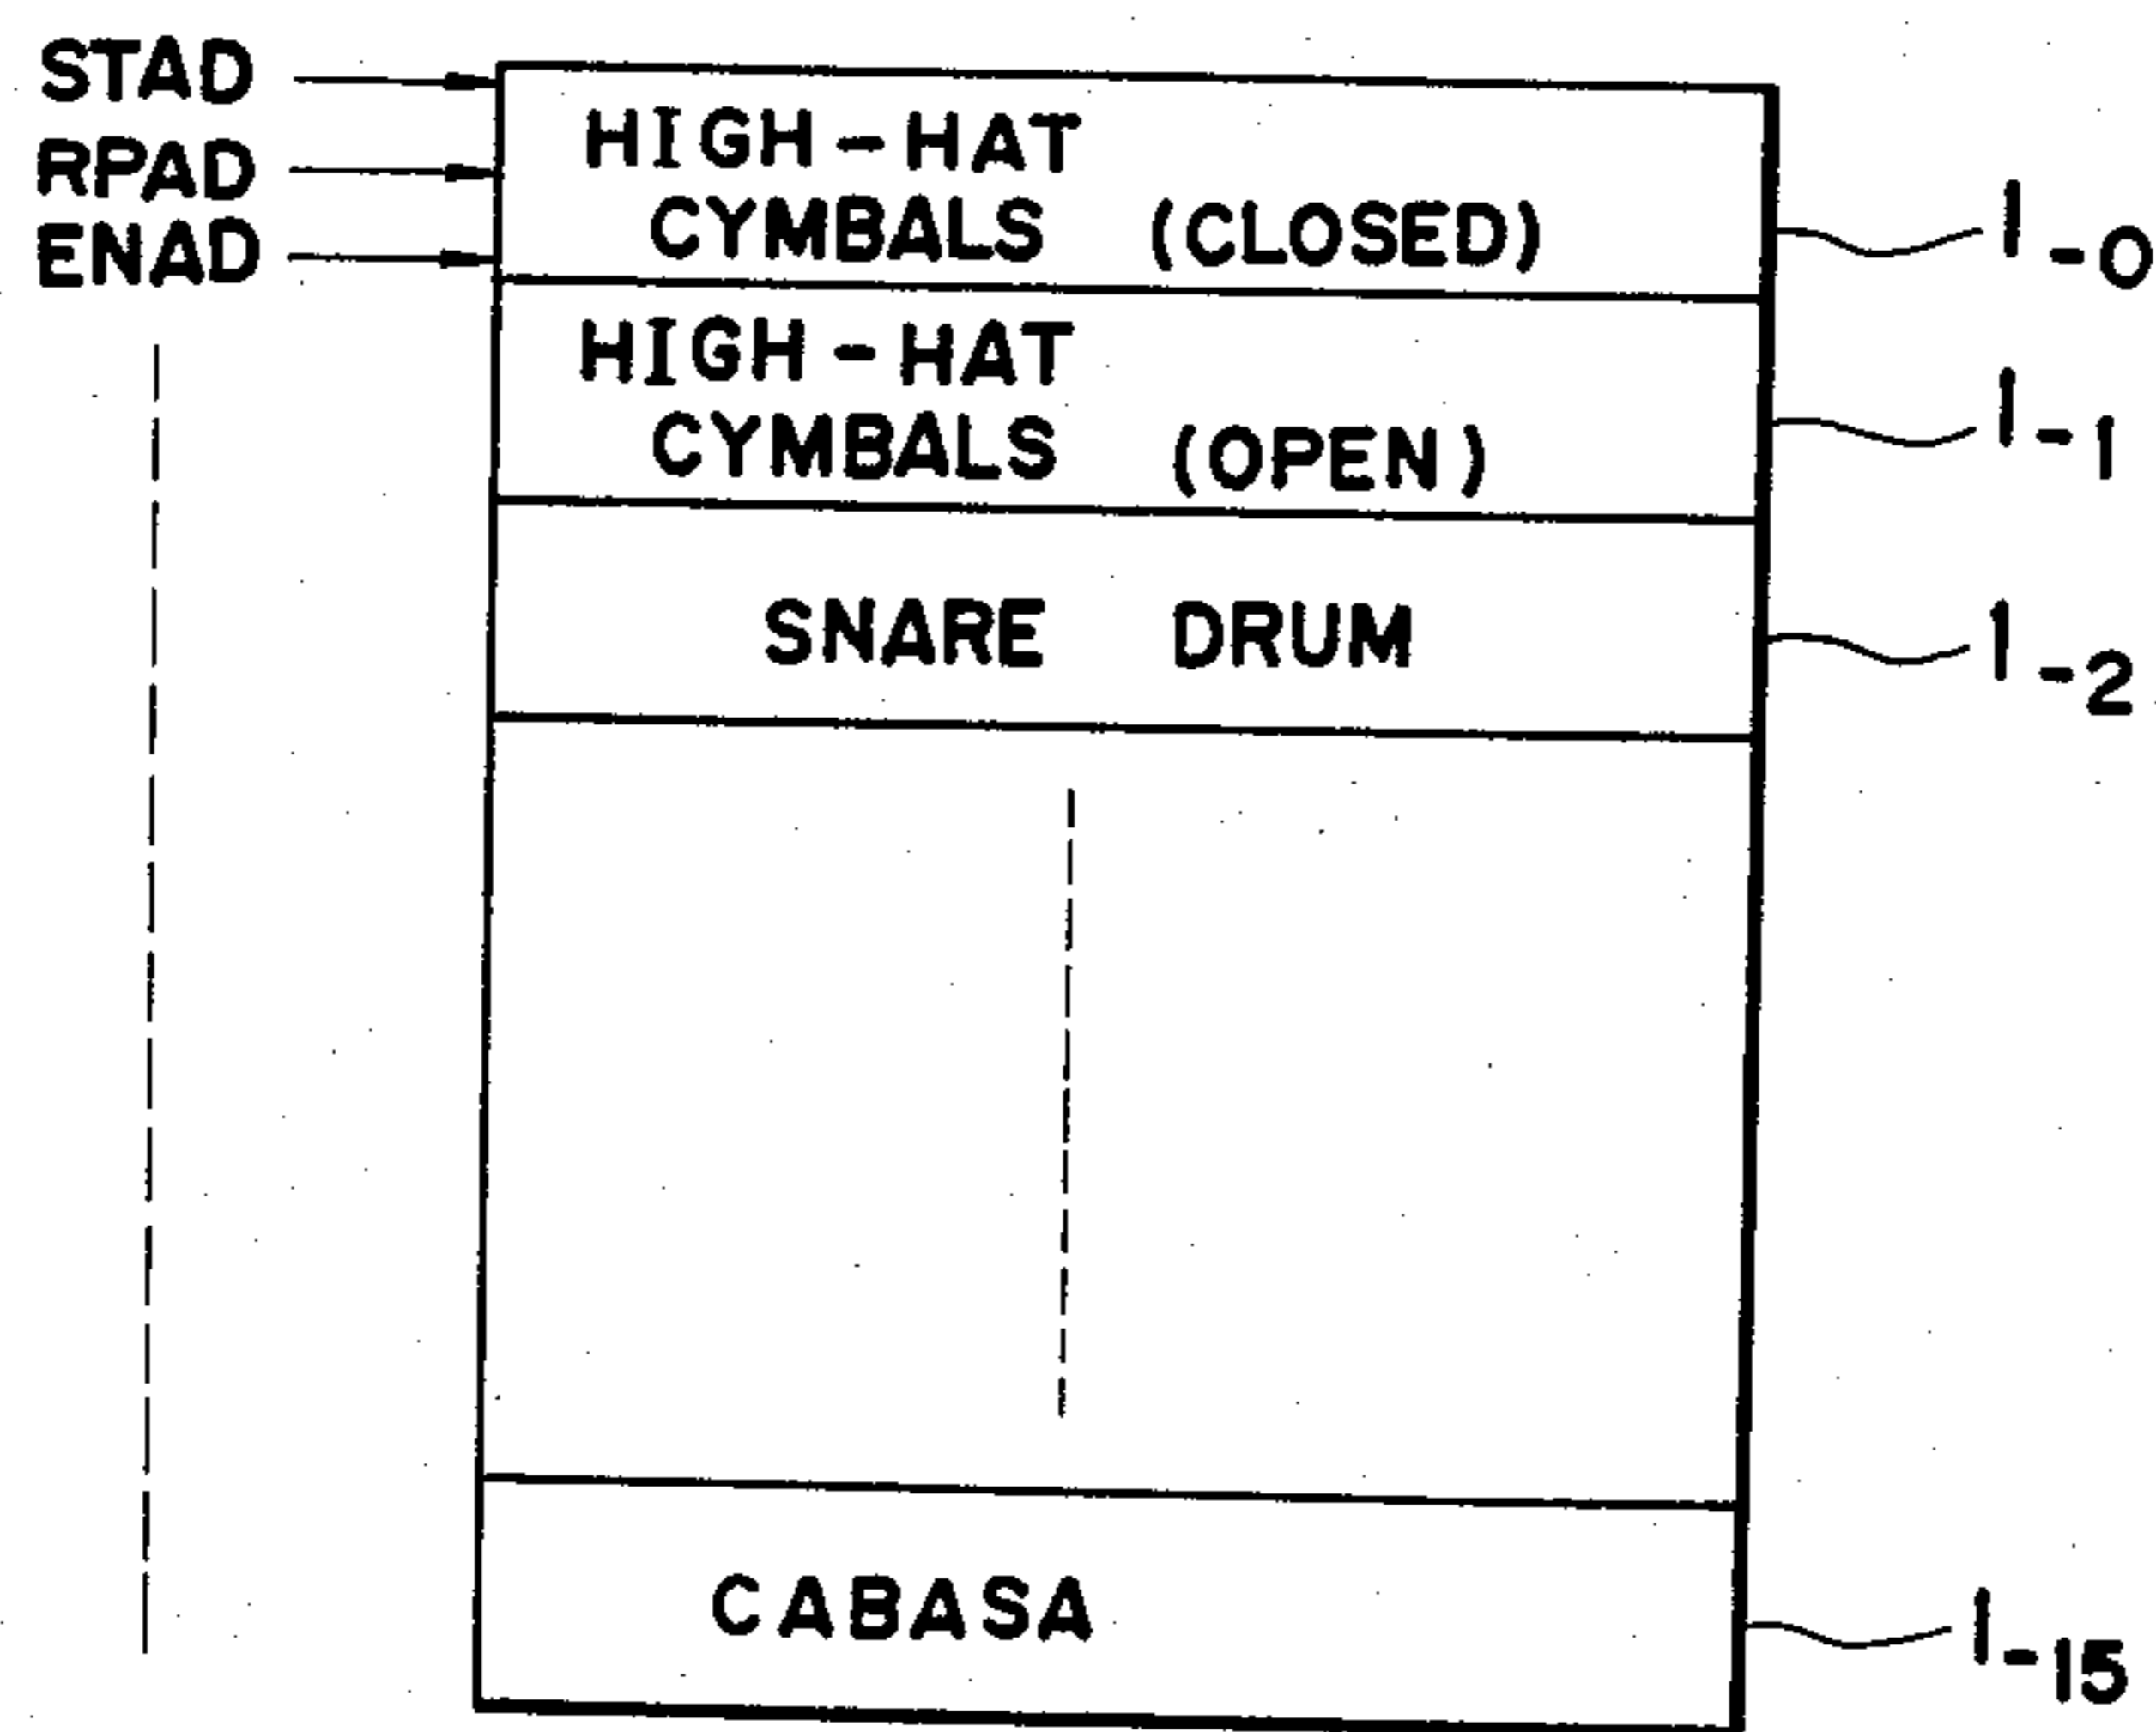 STAD
RPAD
ENAD
HIGH-HAT
CYMBALS (CLOSED)
1-0
HIGH-HAT
CYMBALS (OPEN)
1-1
SNARE DRUM
1-2
CABASA
1-15